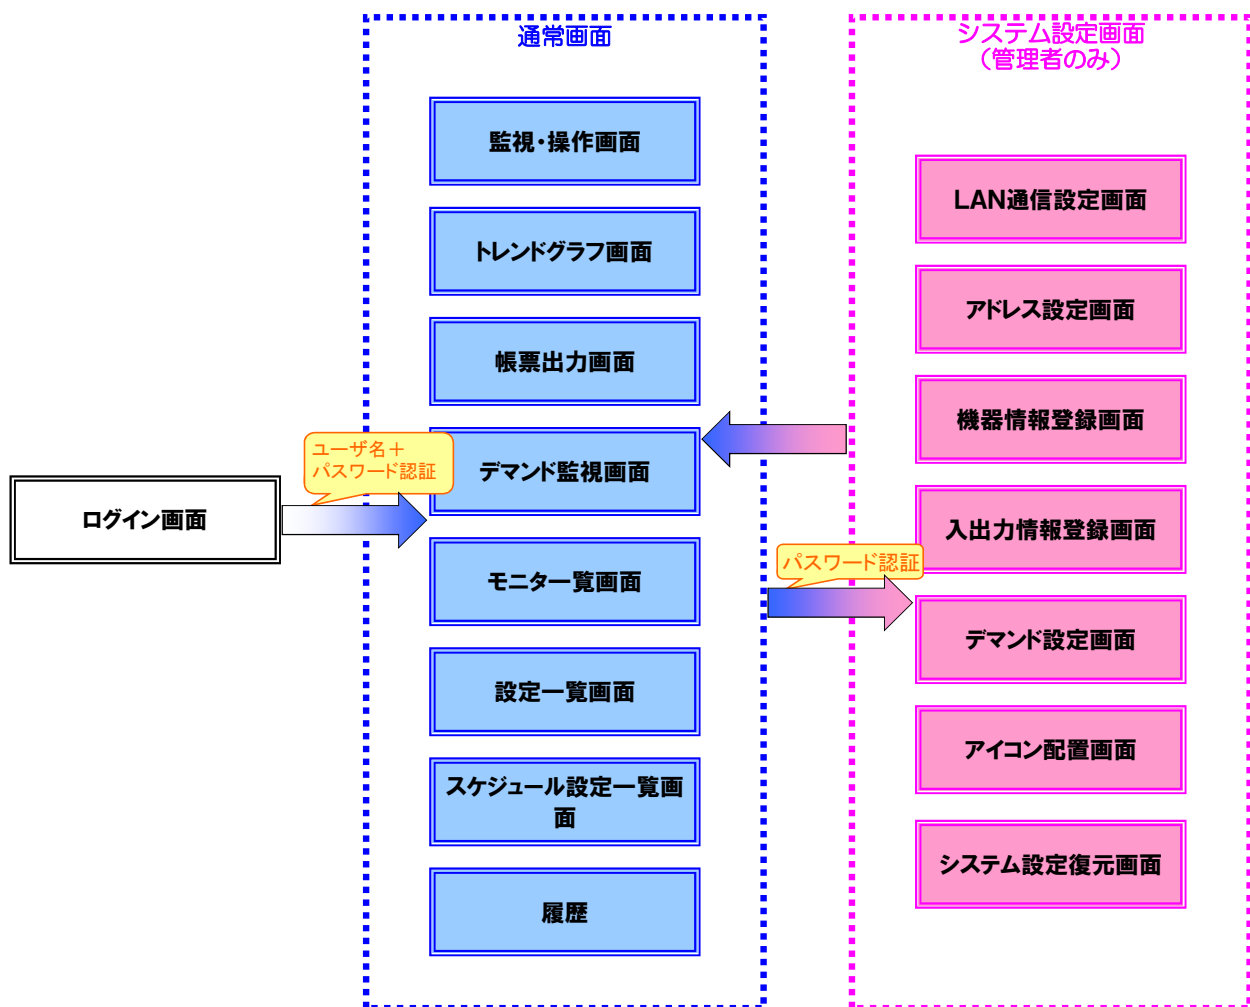 通常画面
監視・操作画面
トレンドグラフ画面
帳票出力画面
デマンド監視画面
モニター覧画面
設定一覧画面
スケジュール設定一覧画
面
履歴
システム設定画面
（管理者のみ）
LAN通信設定画面
アドレス設定画面
機器情報登録画面
入出力情報登録画面
デマンド設定画面
アイコン配置画面
システム設定復元画面
ログイン画面
ユーザ名＋
パスワード認証
パスワード認証